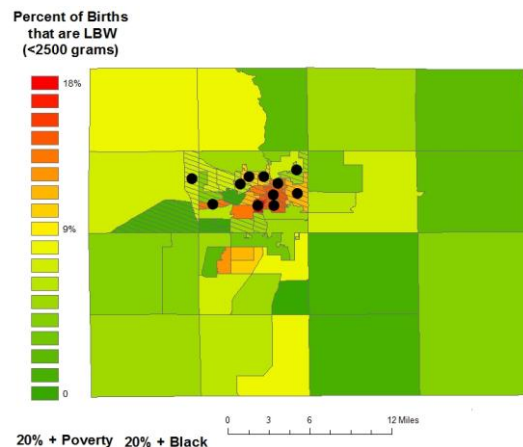 Percent of Births
that are LBW
(<2500 grams)
18%
9%
0
20% + Poverty 20% + Black
0 3 6 12 Miles